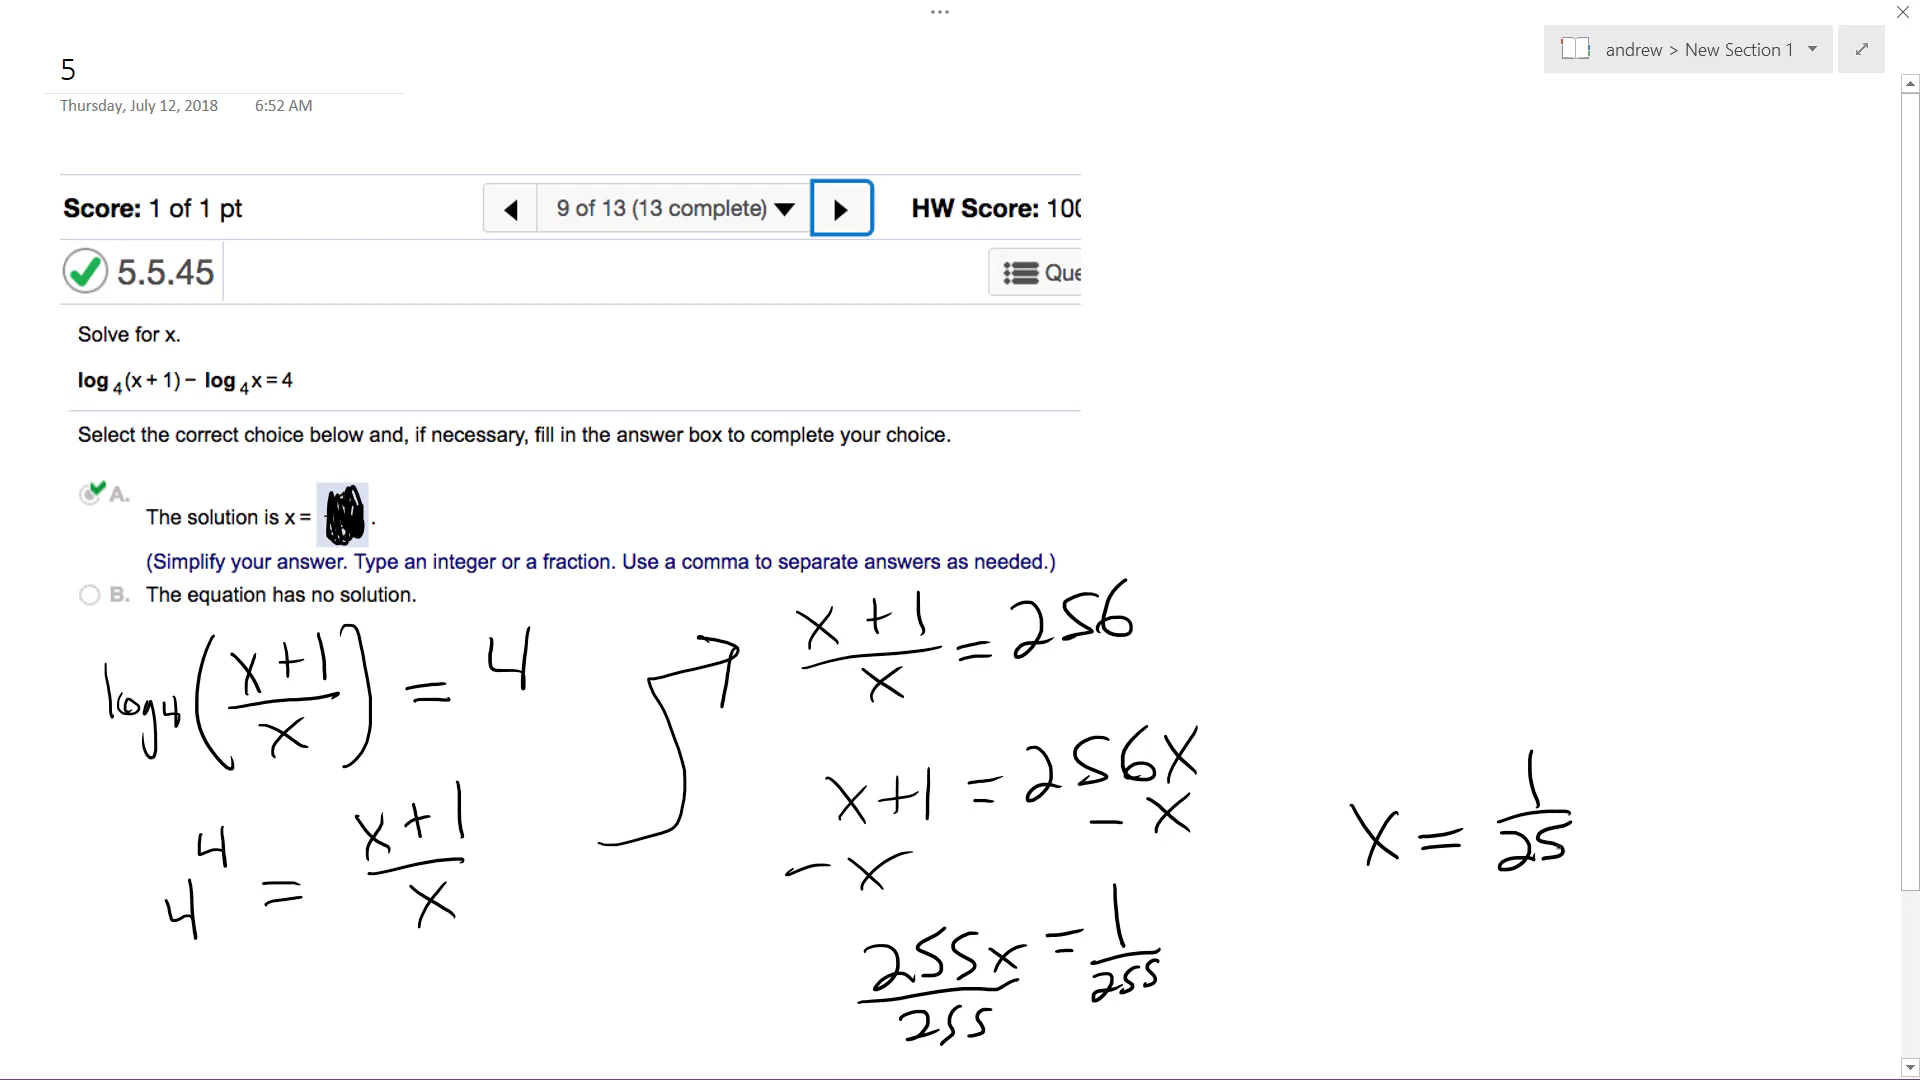 andrew > New Section 1
5
Thursday, July 12, 2018 6:52 AM
Score: 1 of 1 pt
9 of 13 (13 complete)
HW Score: 100
5.5.45
Que
Solve for x.
log₄(x + 1) − log₄x = 4
Select the correct choice below and, if necessary, fill in the answer box to complete your choice.
A.
The solution is x = .
(Simplify your answer. Type an integer or a fraction. Use a comma to separate answers as needed.)
B. The equation has no solution.
log₄((x+1)/x) = 4
4⁴ = (x+1)/x
(x+1)/x = 256
x+1 = 256x
−x −x
255x/255 = 1/255
x = 1/25